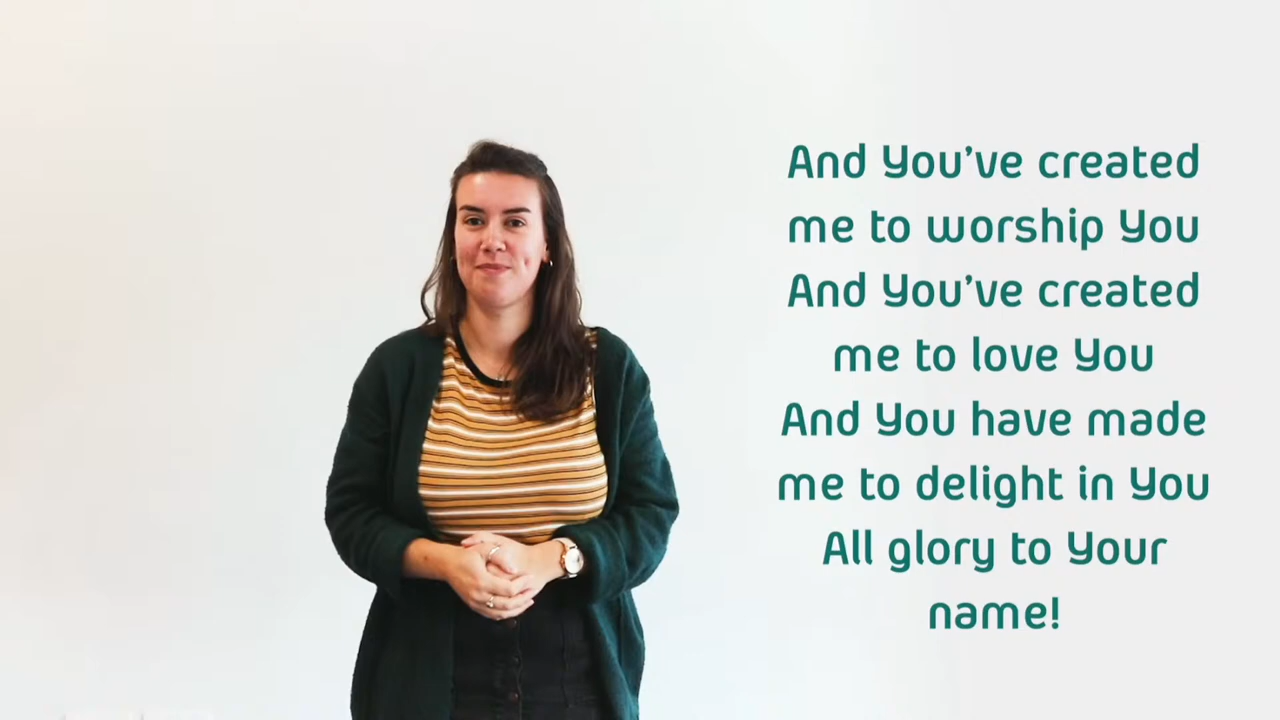 And You’ve created
me to worship You
And You’ve created
me to love You
And You have made
me to delight in You
All glory to Your
name!